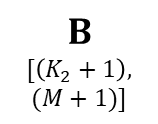 B
[(K₂ + 1),
(M + 1)]